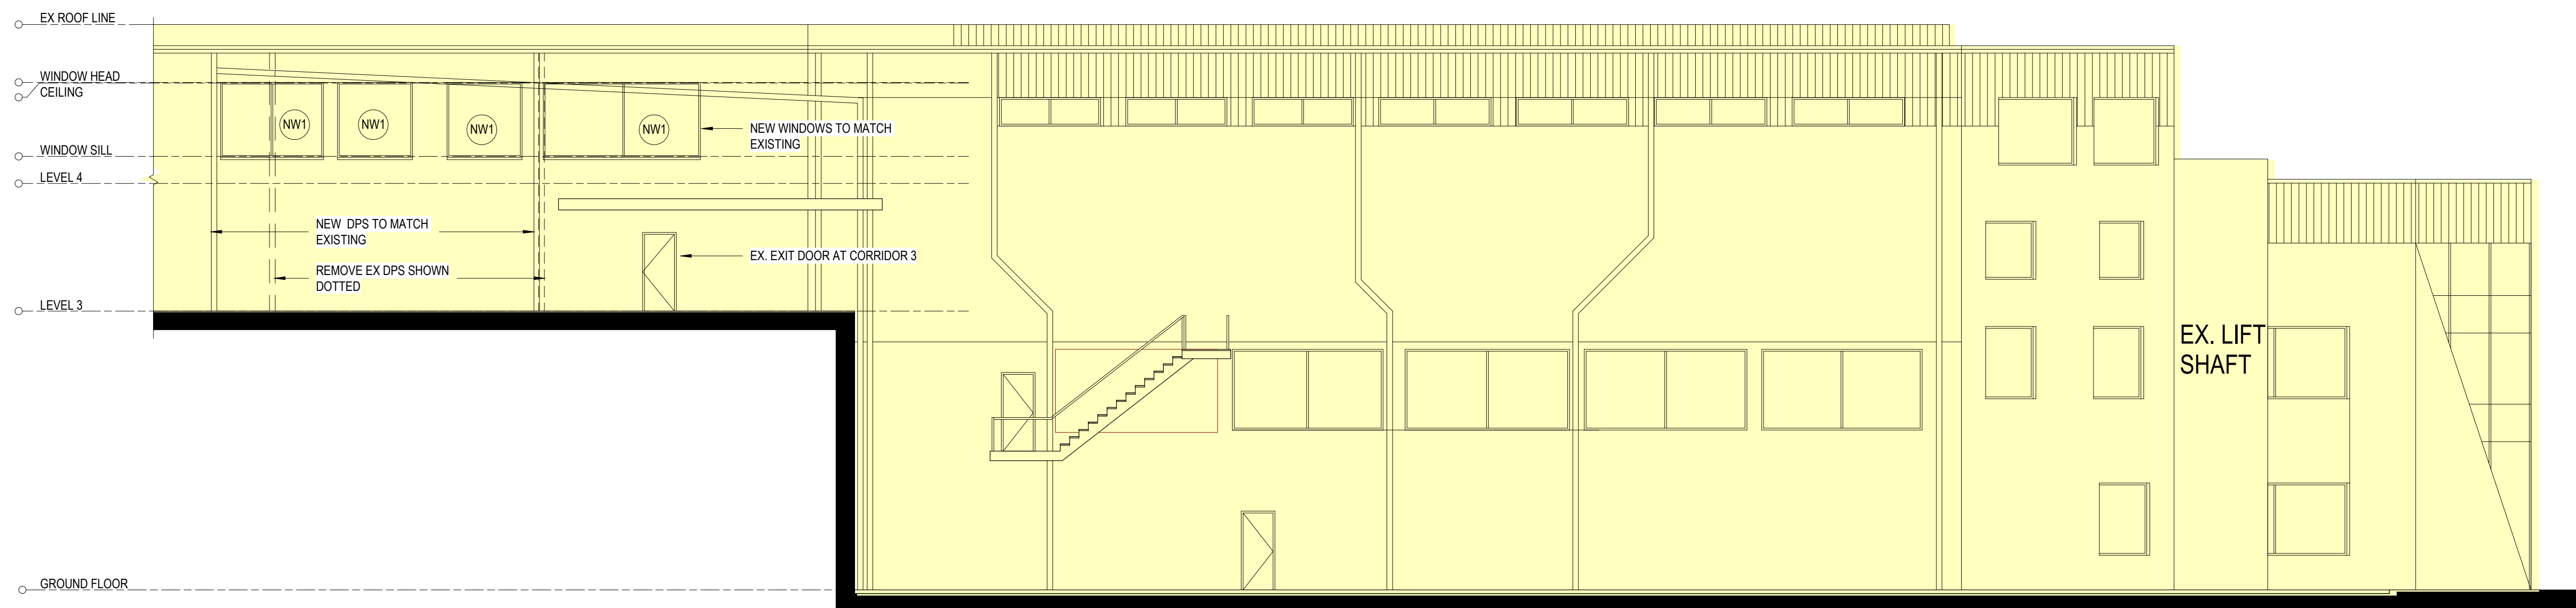 EX ROOF LINE
WINDOW HEAD
CEILING
NW1
NW1
NW1
NW1
NEW WINDOWS TO MATCH
EXISTING
WINDOW SILL
LEVEL 4
NEW DPS TO MATCH
EXISTING
EX. EXIT DOOR AT CORRIDOR 3
REMOVE EX DPS SHOWN
DOTTED
LEVEL 3
EX. LIFT
SHAFT
GROUND FLOOR